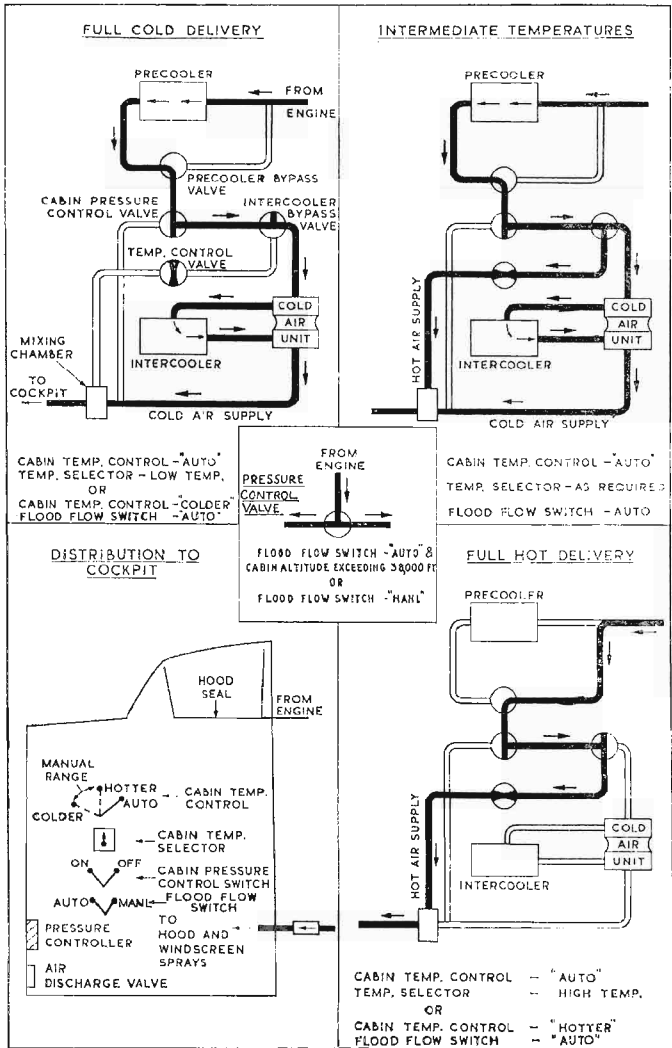 FULL COLD DELIVERY
PRECOOLER
FROM
ENGINE
PRECOOLER BYPASS
VALVE
CABIN PRESSURE
CONTROL VALVE
INTERCOOLER
BYPASS
VALVE
TEMP. CONTROL
VALVE
COLD
AIR
UNIT
INTERCOOLER
MIXING
CHAMBER
TO
COCKPIT
COLD AIR SUPPLY
CABIN TEMP. CONTROL -"AUTO"
TEMP. SELECTOR - LOW TEMP.
OR
CABIN TEMP. CONTROL -"COLDER"
FLOOD FLOW SWITCH -"AUTO"
INTERMEDIATE TEMPERATURES
PRECOOLER
HOT AIR SUPPLY
COLD
AIR
UNIT
INTERCOOLER
COLD AIR SUPPLY
CABIN TEMP. CONTROL -"AUTO"
TEMP. SELECTOR - AS REQUIRED
FLOOD FLOW SWITCH - AUTO
FROM
ENGINE
PRESSURE
CONTROL
VALVE
FLOOD FLOW SWITCH -"AUTO" &
CABIN ALTITUDE EXCEEDING 38,000 FT
OR
FLOOD FLOW SWITCH -"MANL"
DISTRIBUTION TO
COCKPIT
HOOD
SEAL
FROM
ENGINE
MANUAL
RANGE
HOTTER
AUTO
COLDER
CABIN TEMP.
CONTROL
CABIN TEMP.
SELECTOR
ON OFF
CABIN PRESSURE
CONTROL SWITCH
FLOOD FLOW
SWITCH
AUTO MANL
PRESSURE
CONTROLLER
TO
HOOD AND
WINDSCREEN
SPRAYS
AIR
DISCHARGE VALVE
FULL HOT DELIVERY
PRECOOLER
HOT AIR SUPPLY
COLD
AIR
UNIT
INTERCOOLER
CABIN TEMP. CONTROL - "AUTO"
TEMP. SELECTOR - HIGH TEMP.
OR
CABIN TEMP. CONTROL - "HOTTER"
FLOOD FLOW SWITCH - "AUTO"